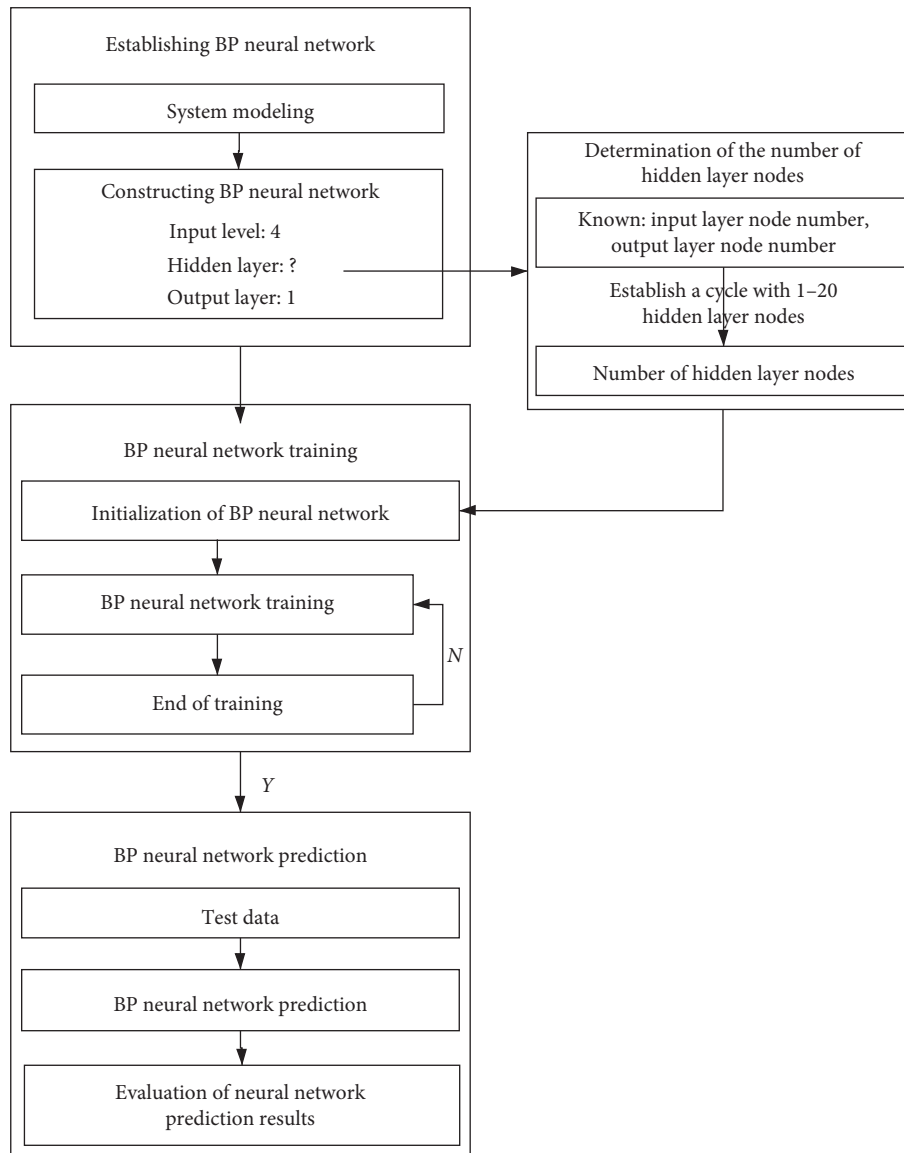 Establishing BP neural network
System modeling
Constructing BP neural network
Input level: 4
Hidden layer: ?
Output layer: 1
Determination of the number of
hidden layer nodes
Known: input layer node number,
output layer node number
Establish a cycle with 1–20
hidden layer nodes
Number of hidden layer nodes
BP neural network training
Initialization of BP neural network
BP neural network training
N
End of training
Y
BP neural network prediction
Test data
BP neural network prediction
Evaluation of neural network
prediction results